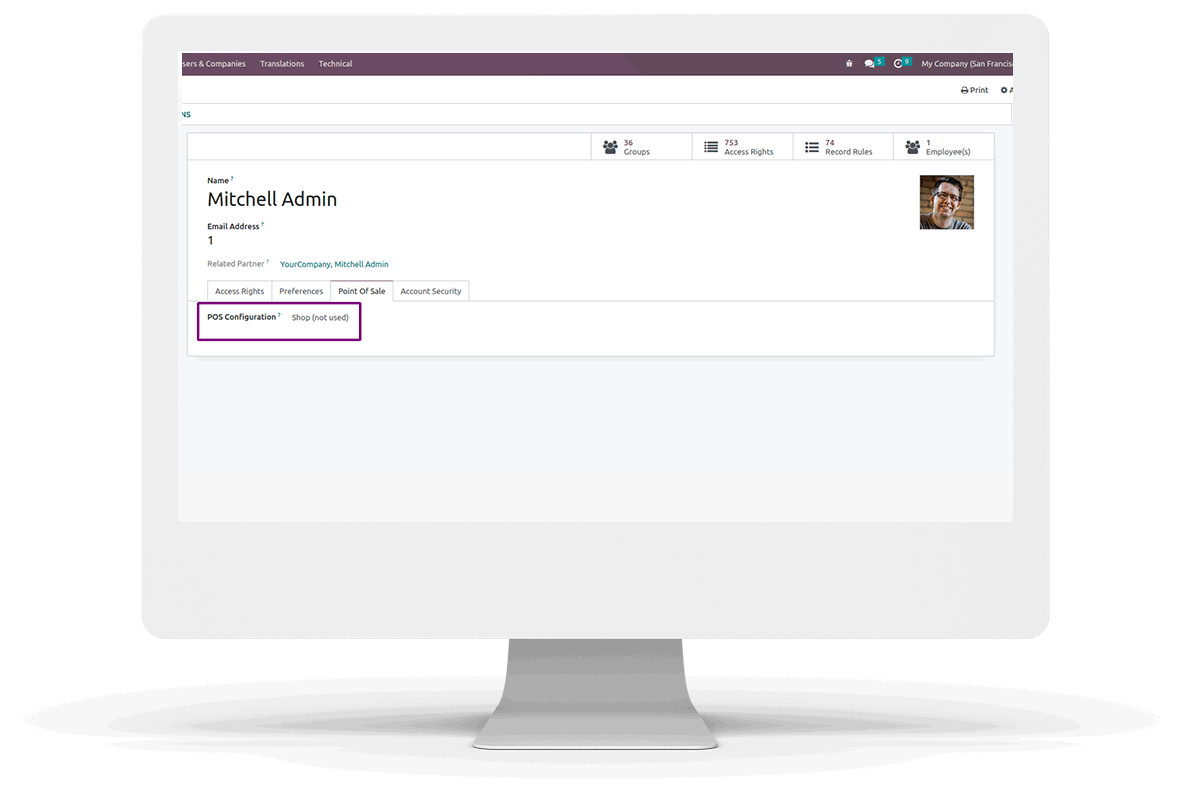 sers & Companies Translations Technical 5 9 My Company (San Francis
Print A
NS
36 Groups 753 Access Rights 74 Record Rules 1 Employee(s)
Name ?
Mitchell Admin
Email Address ?
1
Related Partner ? YourCompany, Mitchell Admin
Access Rights Preferences Point Of Sale Account Security
POS Configuration ? Shop (not used)